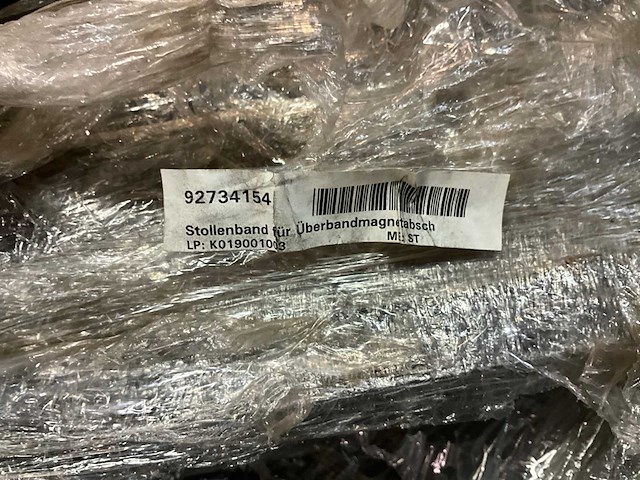 92734154
Stollenband für Überbandmagnetabsch
LP: K019001003 ME: ST